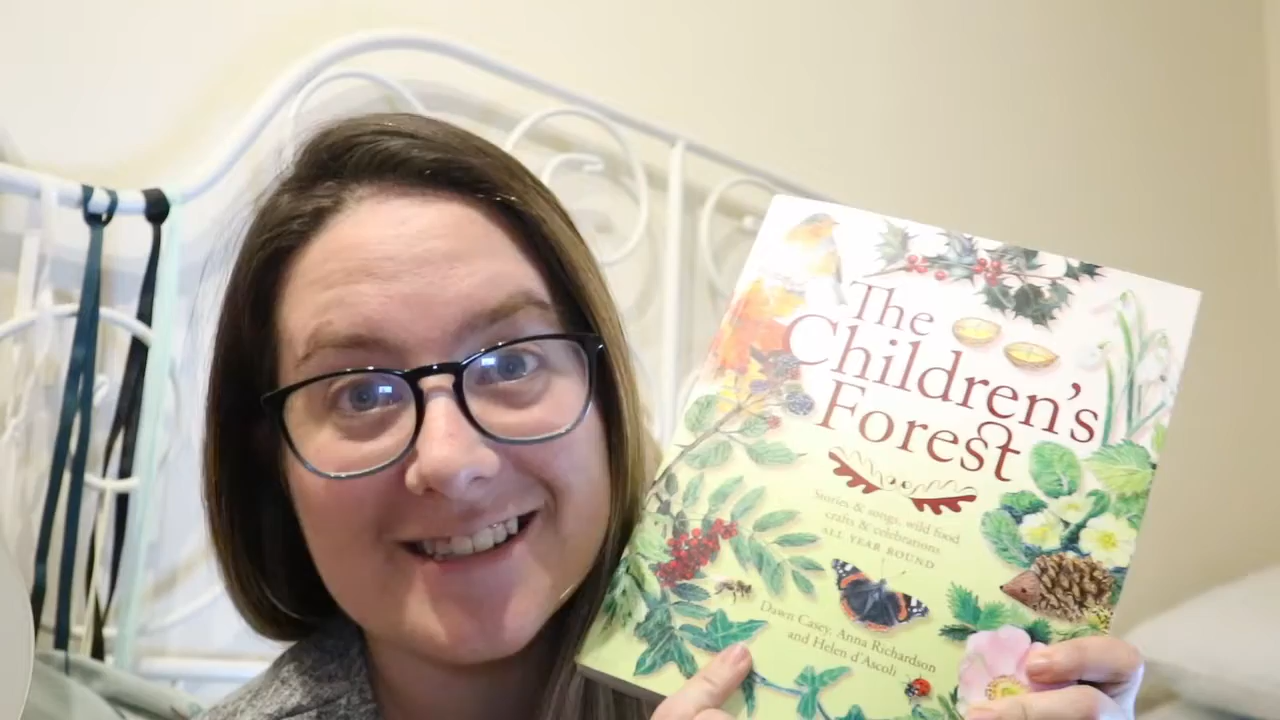 The
Children's
Forest
Stories & songs, wild food
crafts & celebrations
ALL YEAR ROUND
Dawn Casey, Anna Richardson
and Helen d'Ascoli